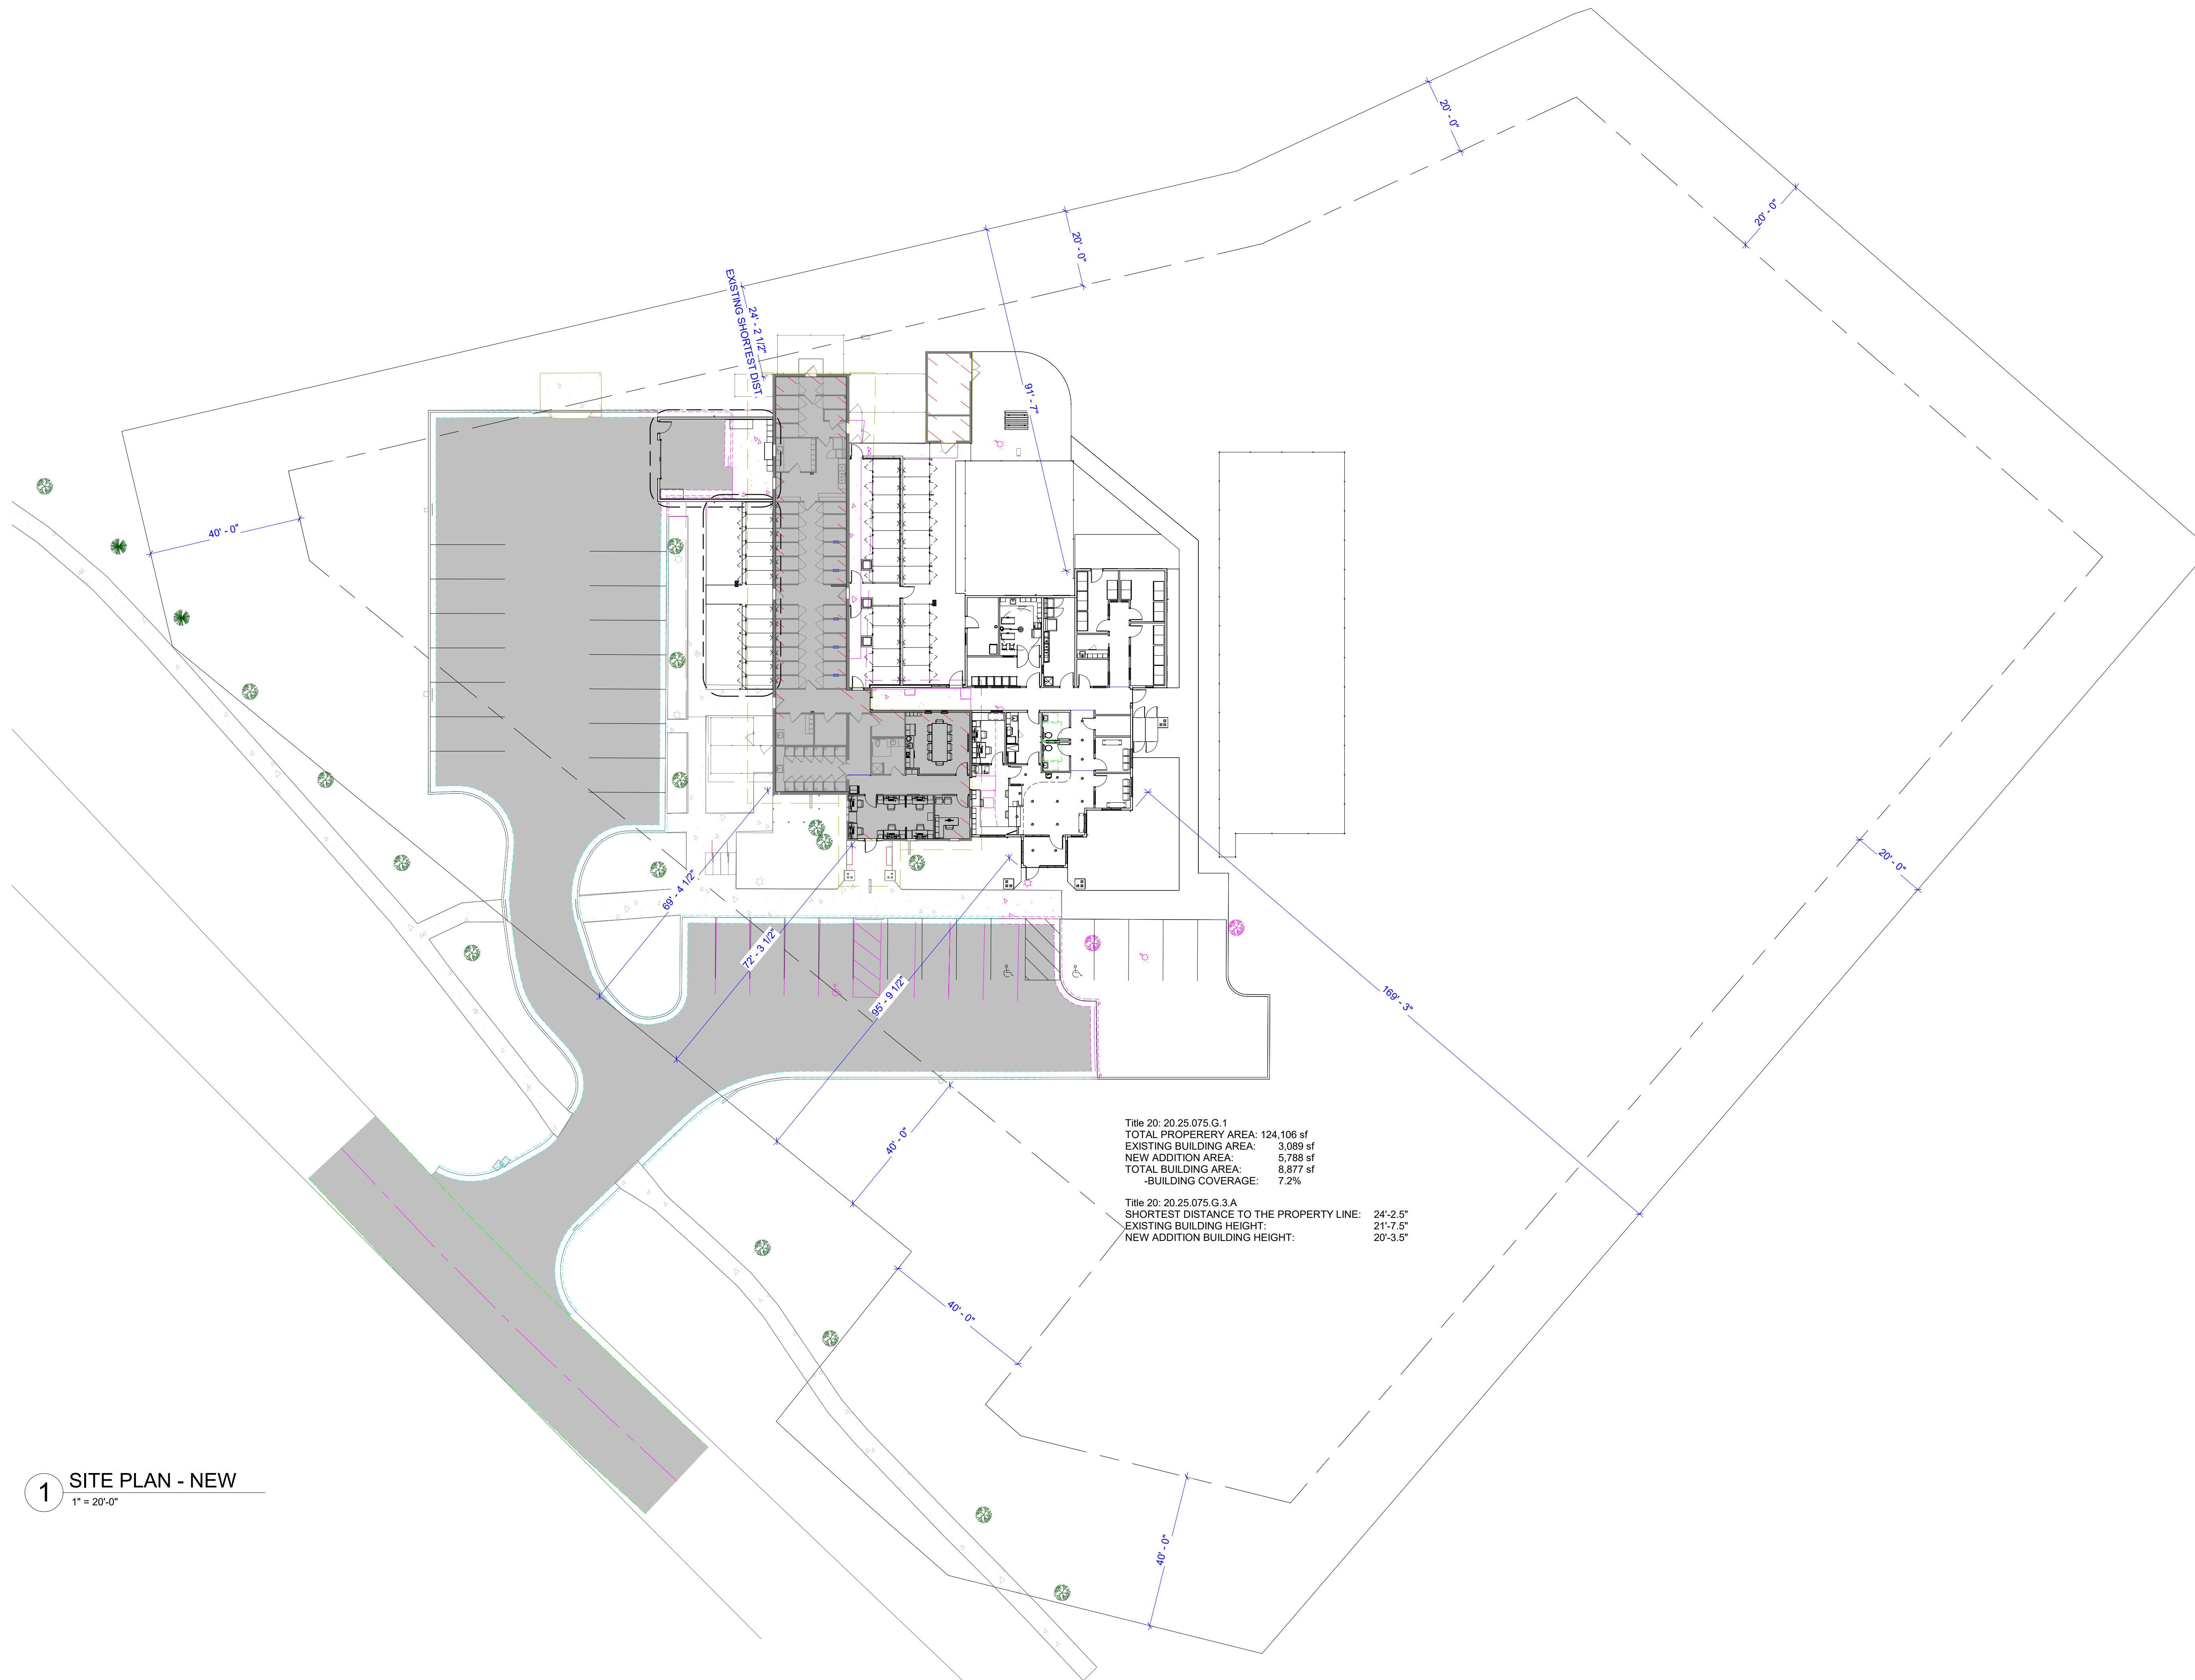 20' - 0"
20' - 0"
20' - 0"
24' - 2 1/2"
EXISTING SHORTEST DIST.
91' - 7"
40' - 0"
20' - 0"
69' - 4 1/2"
72' - 3 1/2"
95' - 9 1/2"
169' - 3"
40' - 0"
Title 20: 20.25.075.G.1
TOTAL PROPERERY AREA: 124,106 sf
EXISTING BUILDING AREA: 3,089 sf
NEW ADDITION AREA: 5,788 sf
TOTAL BUILDING AREA: 8,877 sf
-BUILDING COVERAGE: 7.2%
Title 20: 20.25.075.G.3.A
SHORTEST DISTANCE TO THE PROPERTY LINE: 24'-2.5"
EXISTING BUILDING HEIGHT: 21'-7.5"
NEW ADDITION BUILDING HEIGHT: 20'-3.5"
40' - 0"
40' - 0"
1 SITE PLAN - NEW
1" = 20'-0"